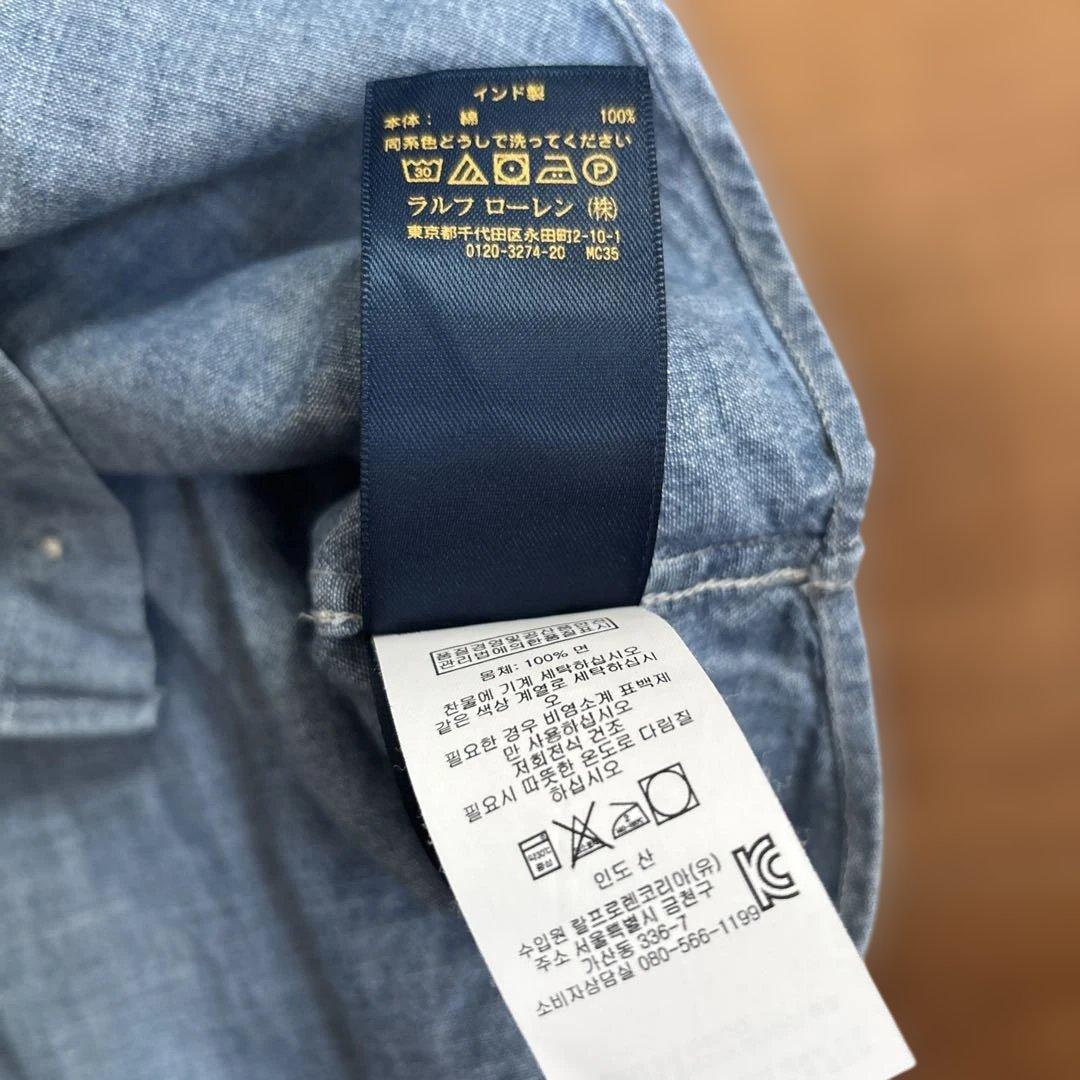 インド製
本体： 綿 100%
同系色どうしで洗ってください
30 P
ラルフ ローレン (株)
東京都千代田区永田町2-10-1
0120-3274-20 MC35
품질경영및공산품안전
관리법에의한품질표시
몸체: 100% 면
찬물에 기계 세탁하십시오
같은 색상 계열로 세탁하십시
오
필요한 경우 비염소계 표백제
만 사용하십시오
저회전식 건조
필요시 따뜻한 온도로 다림질
하십시오
약30℃
중성
인도 산
수입원 랄프로렌코리아(유)
주소 서울특별시 금천구
가산동 336-7
소비자상담실 080-566-1199